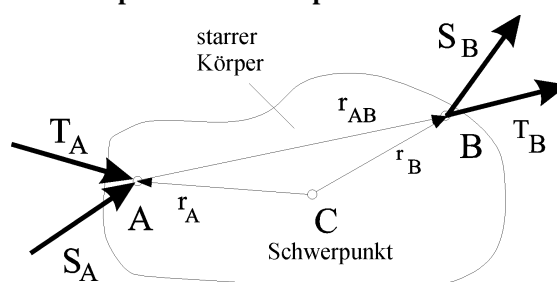 starrer
Körper
S_B
r_AB
T_A
B
T_B
r_B
A
r_A
C
S_A
Schwerpunkt